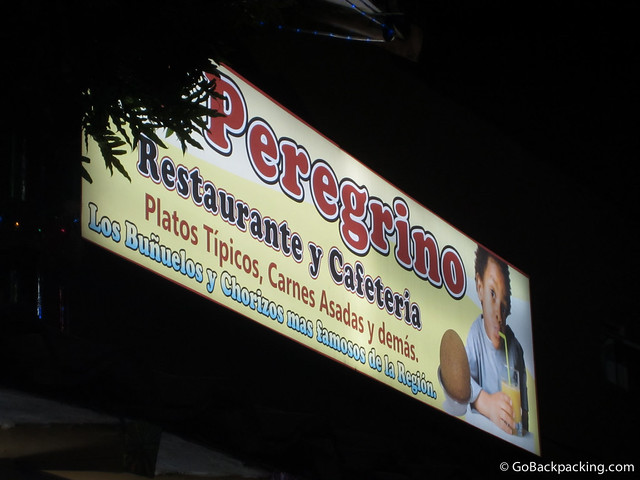 Peregrino
Restaurante y Cafeteria
Platos Típicos, Carnes Asadas y demás.
Los Buñuelos y Chorizos mas famosos de la Región.
© GoBackpacking.com